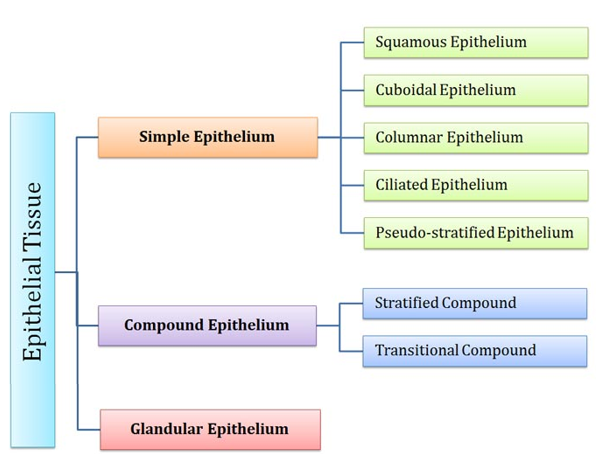 Epithelial Tissue
Simple Epithelium
Squamous Epithelium
Cuboidal Epithelium
Columnar Epithelium
Ciliated Epithelium
Pseudo-stratified Epithelium
Compound Epithelium
Stratified Compound
Transitional Compound
Glandular Epithelium